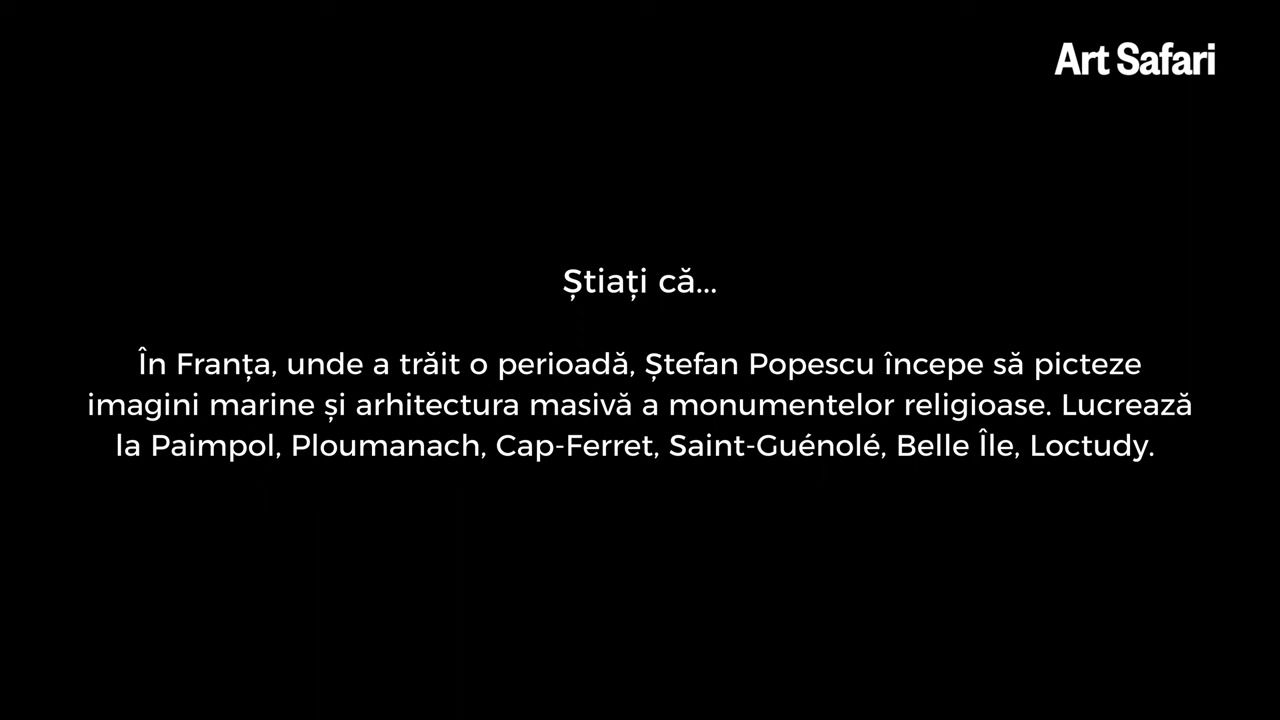 Art Safari
Știați că...
În Franța, unde a trăit o perioadă, Ștefan Popescu începe să picteze
imagini marine și arhitectura masivă a monumentelor religioase. Lucrează
la Paimpol, Ploumanach, Cap-Ferret, Saint-Guénolé, Belle Île, Loctudy.